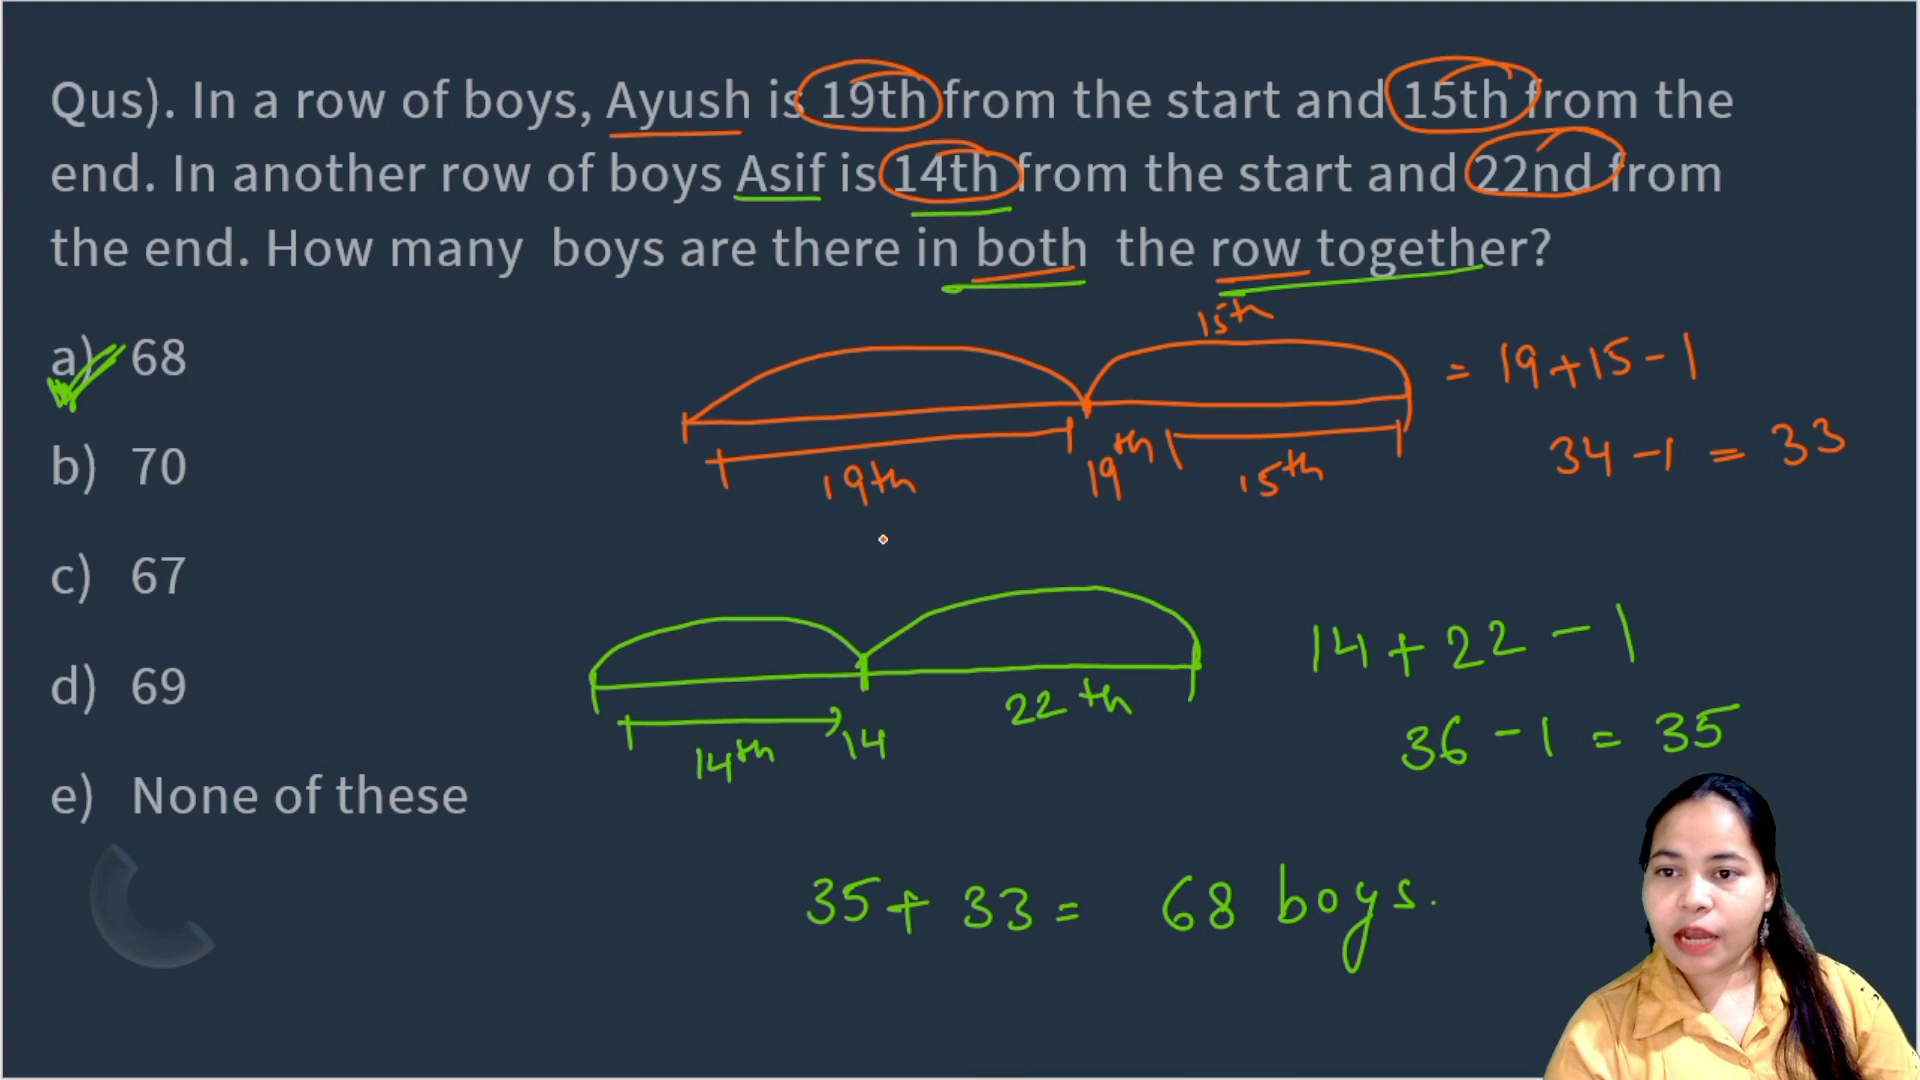 Qus). In a row of boys, Ayush is 19th from the start and 15th from the
end. In another row of boys Asif is 14th from the start and 22nd from
the end. How many boys are there in both the row together?
a) 68
b) 70
c) 67
d) 69
e) None of these
15th
= 19+15-1
19th 19th 15th
34-1 = 33
14+22-1
14th 14 22th
36-1 = 35
35+33= 68 boys.